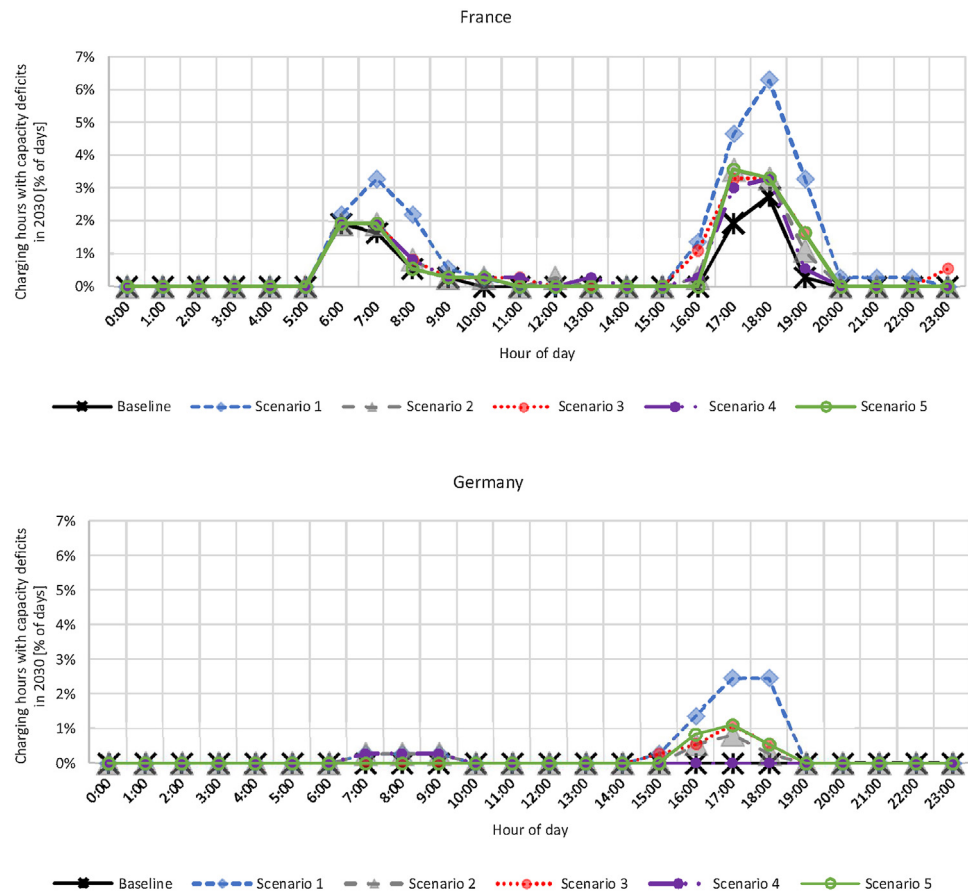 France
Charging hours with capacity deficits
in 2030 [% of days]
7%
6%
5%
4%
3%
2%
1%
0%
0:00 1:00 2:00 3:00 4:00 5:00 6:00 7:00 8:00 9:00 10:00 11:00 12:00 13:00 14:00 15:00 16:00 17:00 18:00 19:00 20:00 21:00 22:00 23:00
Hour of day
Baseline Scenario 1 Scenario 2 Scenario 3 Scenario 4 Scenario 5
Germany
Charging hours with capacity deficits
in 2030 [% of days]
7%
6%
5%
4%
3%
2%
1%
0%
0:00 1:00 2:00 3:00 4:00 5:00 6:00 7:00 8:00 9:00 10:00 11:00 12:00 13:00 14:00 15:00 16:00 17:00 18:00 19:00 20:00 21:00 22:00 23:00
Hour of day
Baseline Scenario 1 Scenario 2 Scenario 3 Scenario 4 Scenario 5